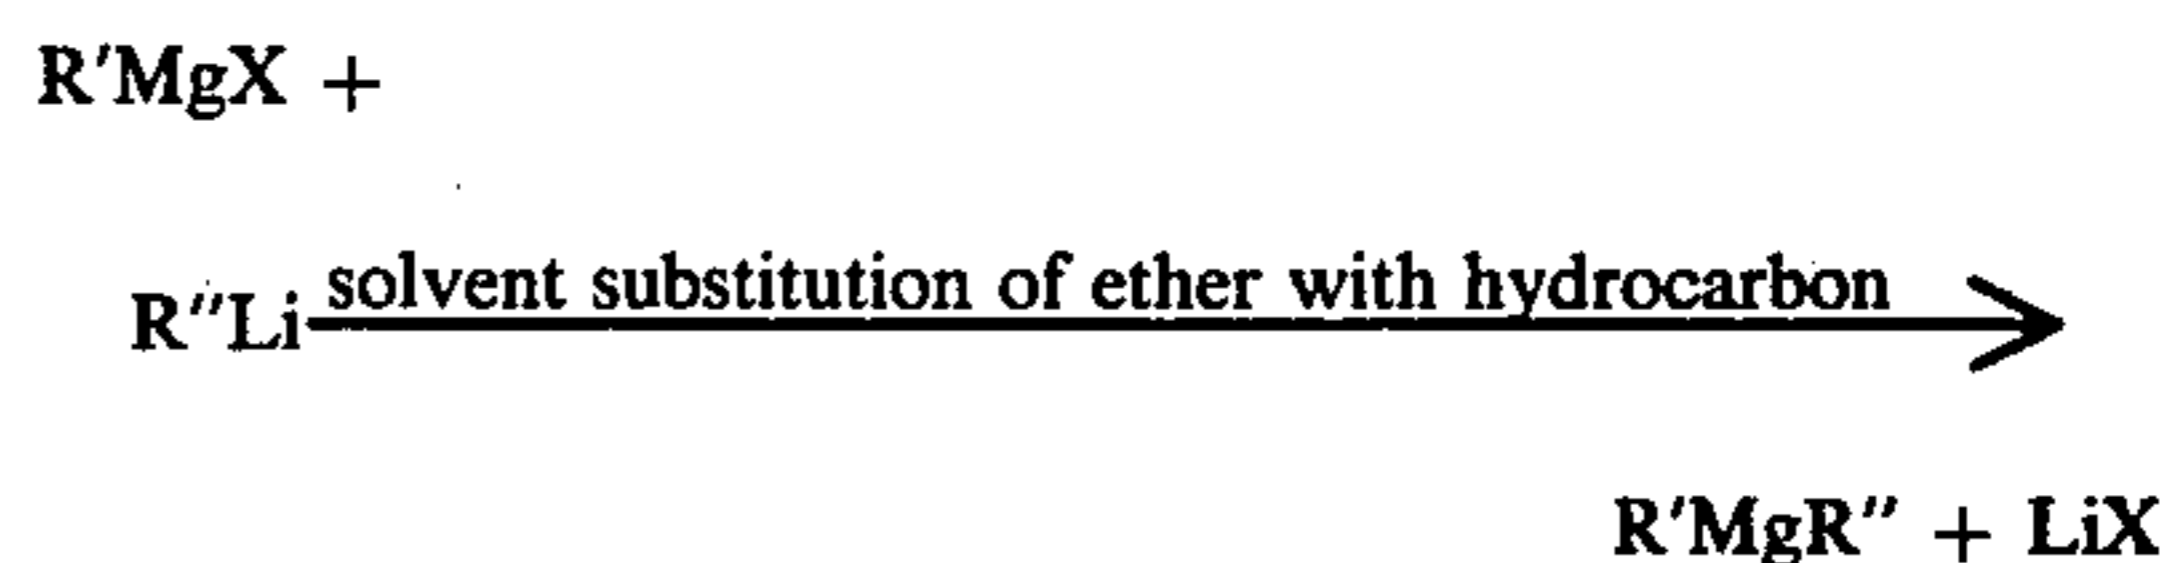 R′MgX +
solvent substitution of ether with hydrocarbon
R″Li
R′MgR″ + LiX